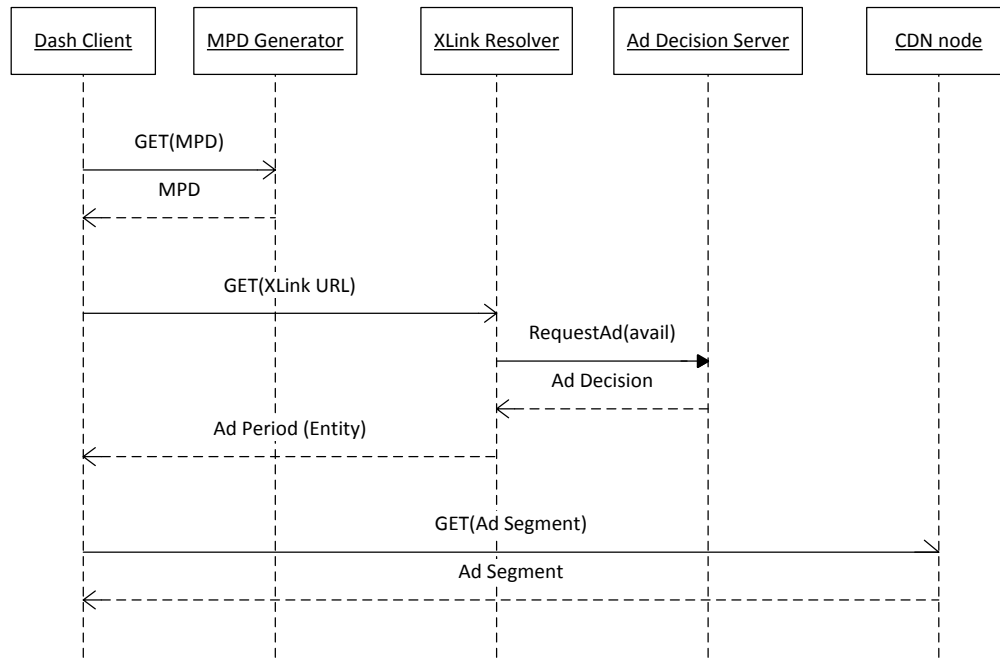 Dash Client
MPD Generator
XLink Resolver
Ad Decision Server
CDN node
GET(MPD)
MPD
GET(XLink URL)
RequestAd(avail)
Ad Decision
Ad Period (Entity)
GET(Ad Segment)
Ad Segment